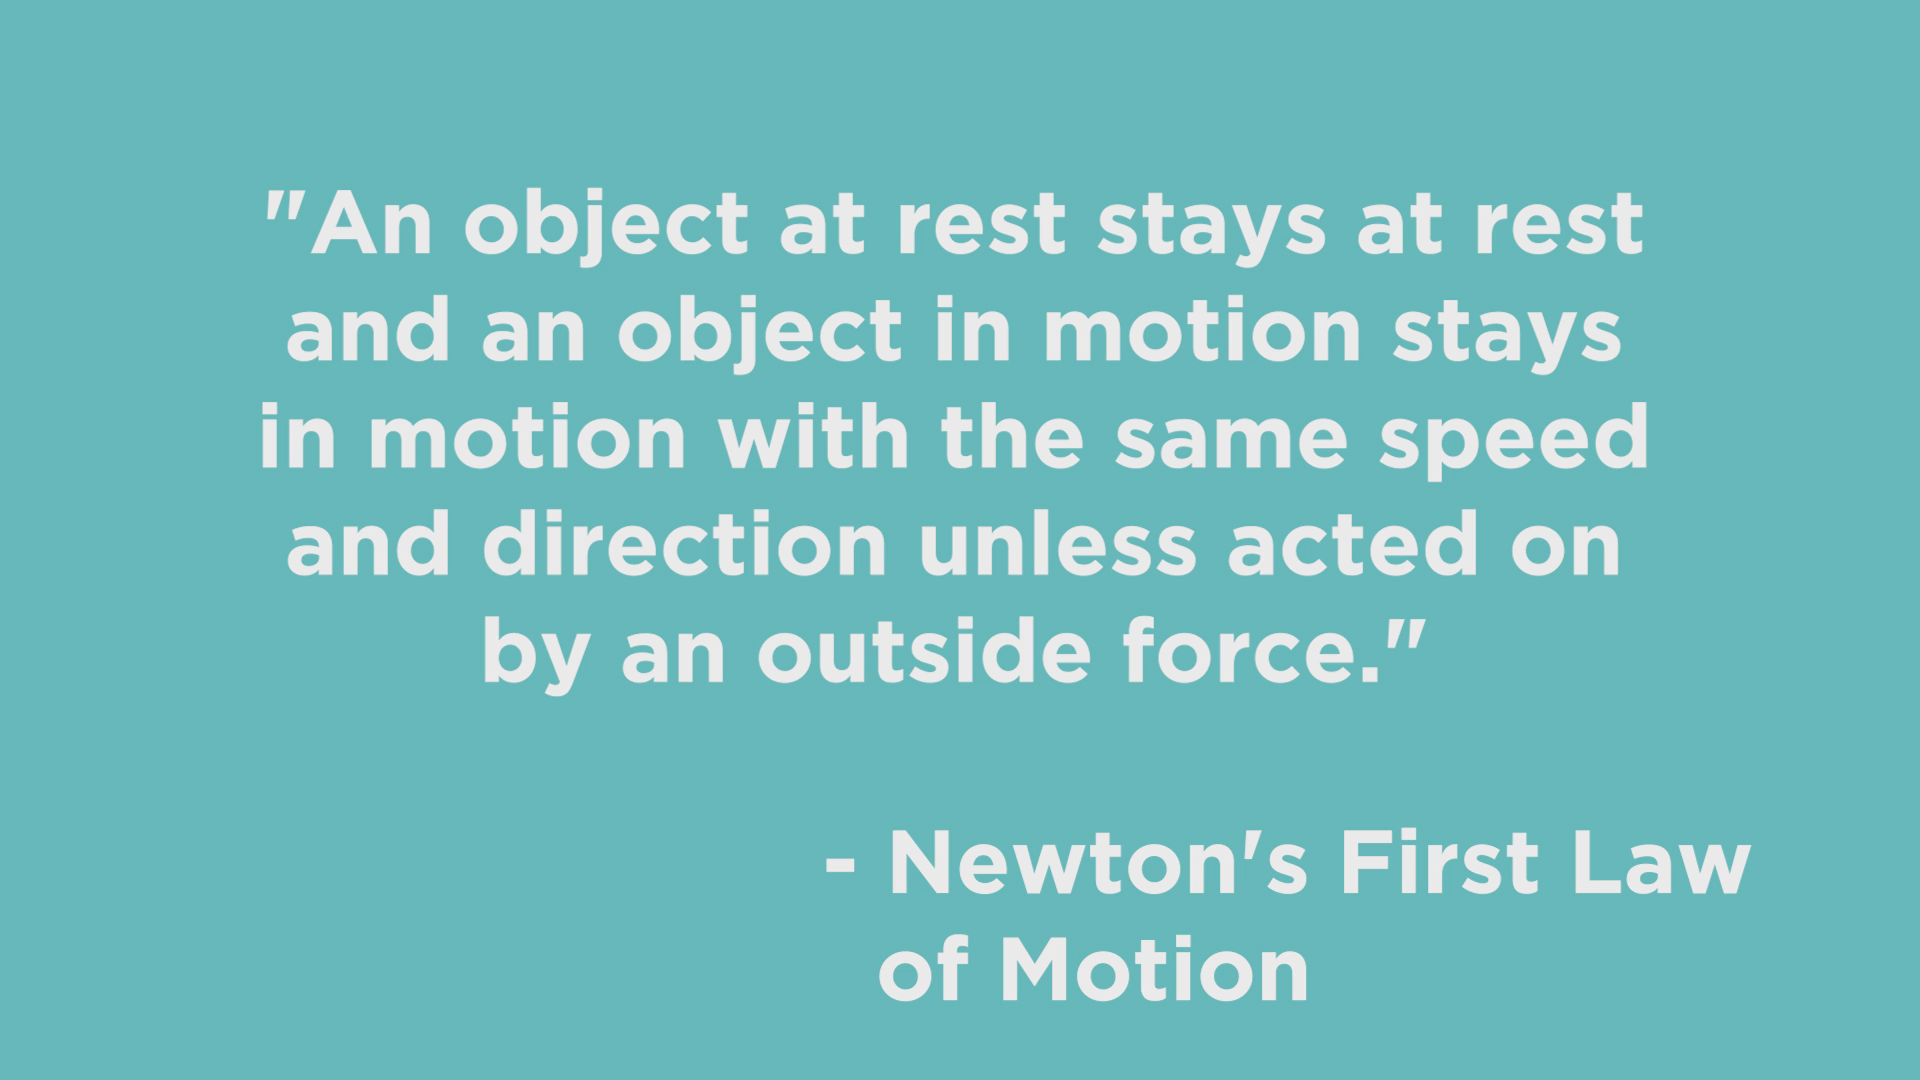 "An object at rest stays at rest
and an object in motion stays
in motion with the same speed
and direction unless acted on
by an outside force."
- Newton's First Law
of Motion